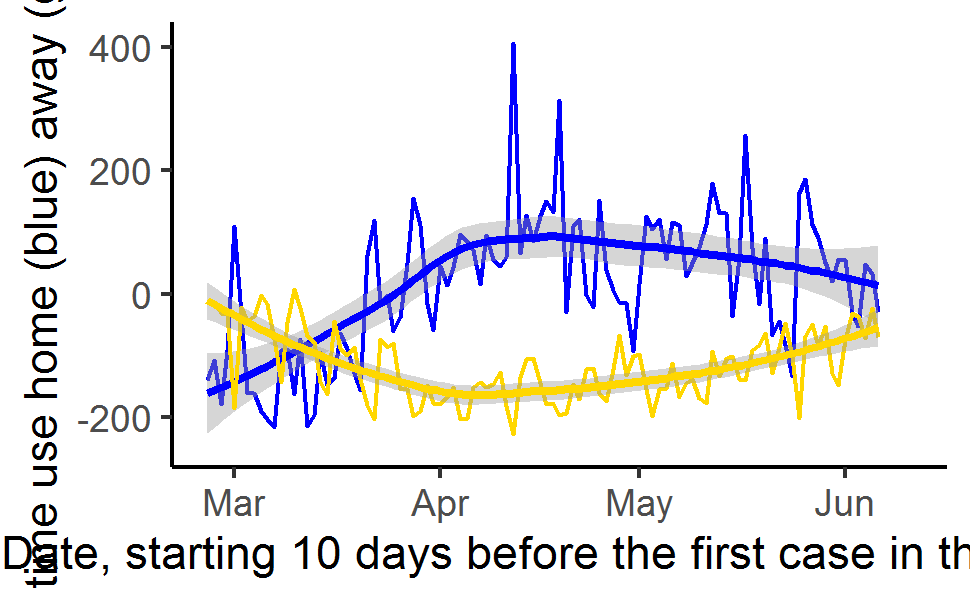 time use home (blue) away (
400
200
0
-200
Mar Apr May Jun
Date, starting 10 days before the first case in th